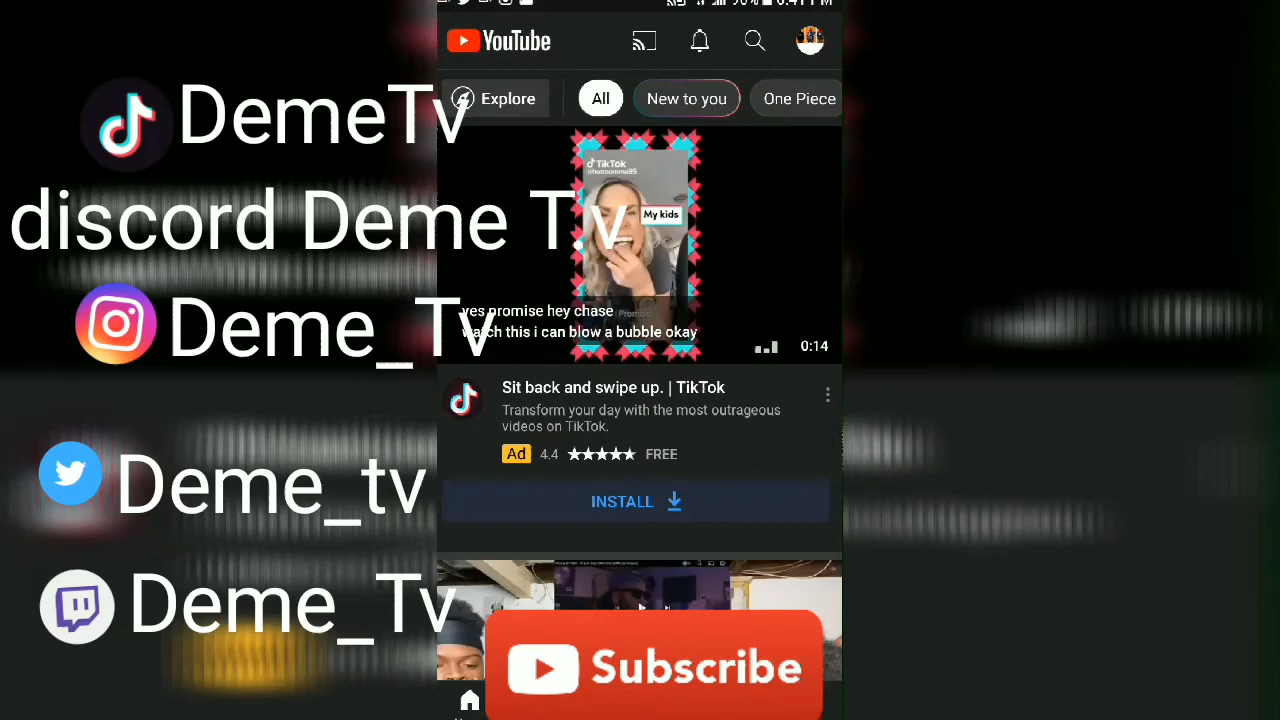 YouTube
Explore
All
New to you
One Piece
DemeTv
discord Deme T.v
Deme_Tv
Deme_tv
Deme_Tv
TikTok
@hotmomma95
My kids
yes promise hey chase
watch this i can blow a bubble okay
0:14
Sit back and swipe up. | TikTok
Transform your day with the most outrageous
videos on TikTok.
Ad 4.4 FREE
INSTALL
Subscribe